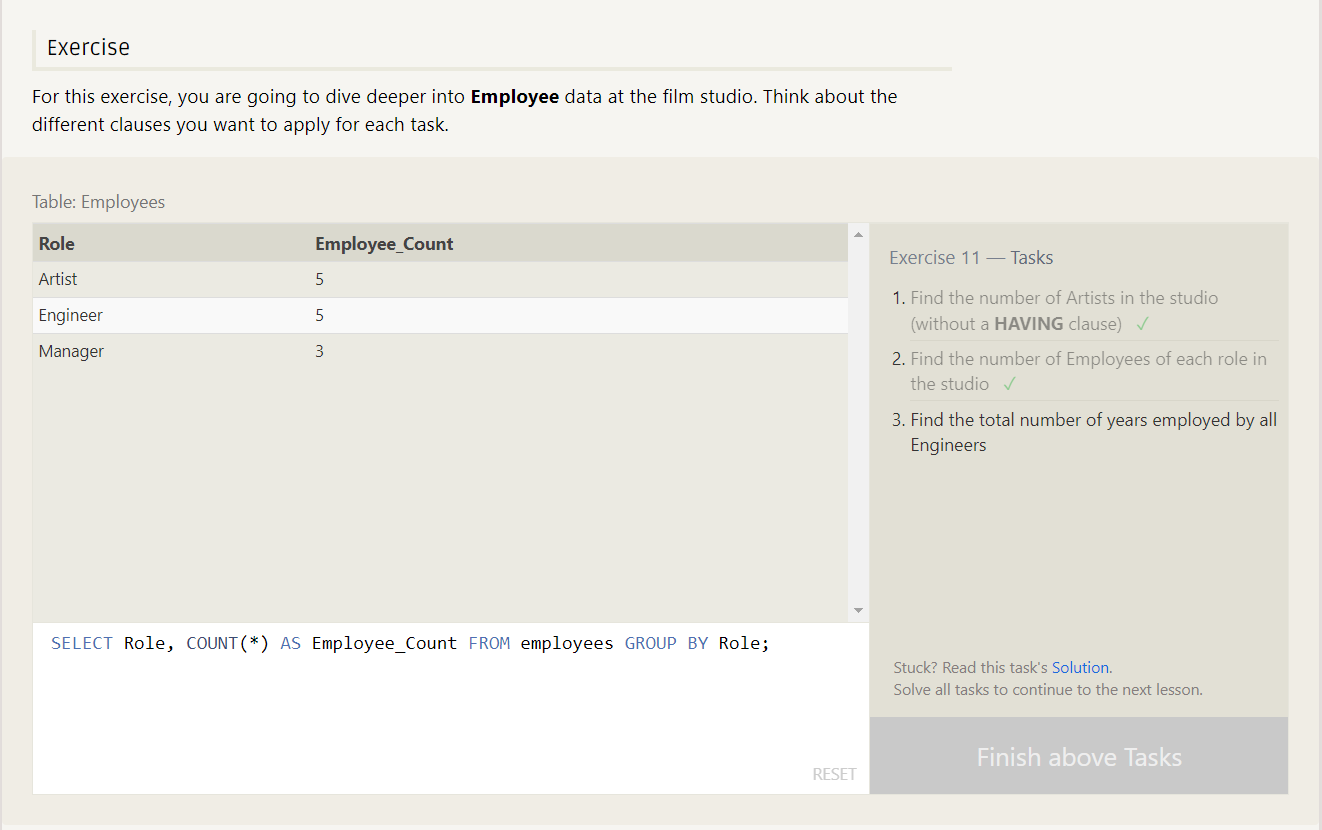 Exercise
For this exercise, you are going to dive deeper into Employee data at the film studio. Think about the
different clauses you want to apply for each task.
Table: Employees
Role Employee_Count
Artist 5
Engineer 5
Manager 3
SELECT Role, COUNT(*) AS Employee_Count FROM employees GROUP BY Role;
RESET
Exercise 11 — Tasks
1. Find the number of Artists in the studio
(without a HAVING clause) ✓
2. Find the number of Employees of each role in
the studio ✓
3. Find the total number of years employed by all
Engineers
Stuck? Read this task's Solution.
Solve all tasks to continue to the next lesson.
Finish above Tasks